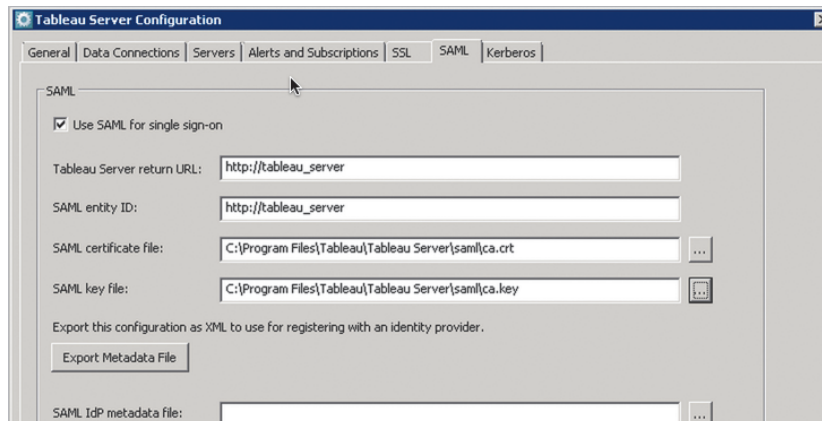 Tableau Server Configuration
General Data Connections Servers Alerts and Subscriptions SSL SAML Kerberos
SAML
Use SAML for single sign-on
Tableau Server return URL: http://tableau_server
SAML entity ID: http://tableau_server
SAML certificate file: C:\Program Files\Tableau\Tableau Server\saml\ca.crt ...
SAML key file: C:\Program Files\Tableau\Tableau Server\saml\ca.key ...
Export this configuration as XML to use for registering with an identity provider.
Export Metadata File
SAML IdP metadata file: ...